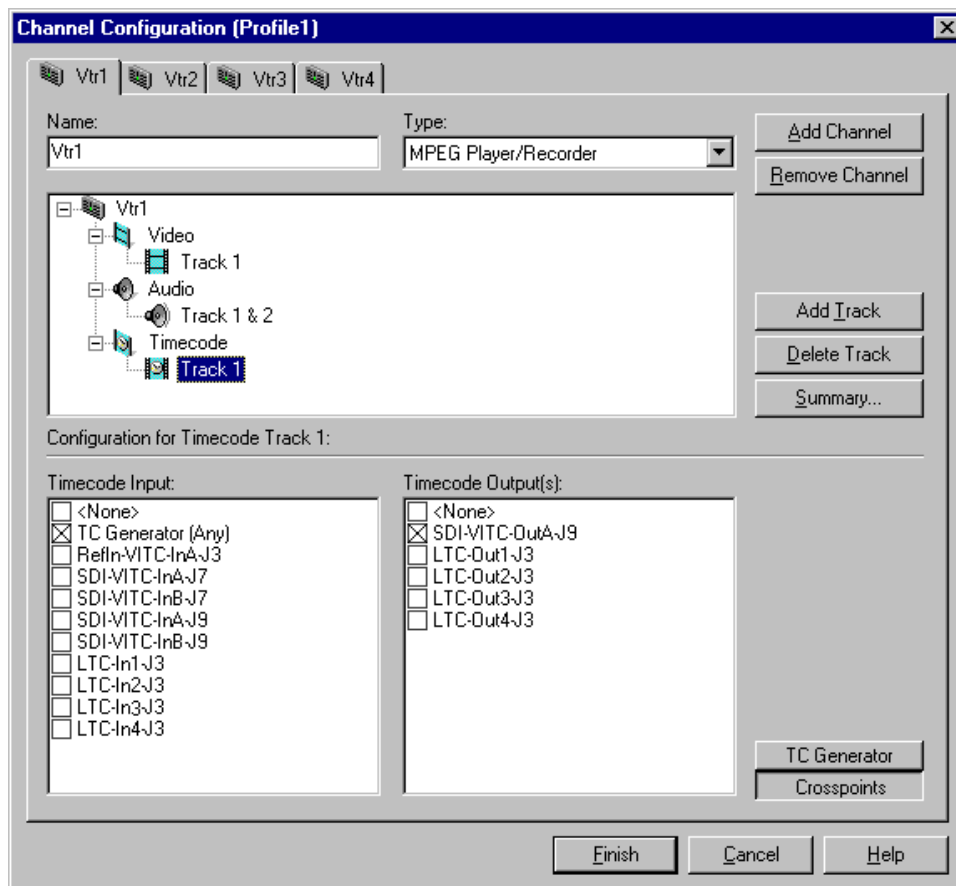 Channel Configuration (Profile1)
Vtr1 Vtr2 Vtr3 Vtr4
Name:
Type:
Vtr1
MPEG Player/Recorder
Add Channel
Remove Channel
Vtr1
Video
Track 1
Audio
Track 1 & 2
Timecode
Track 1
Add Track
Delete Track
Summary...
Configuration for Timecode Track 1:
Timecode Input:
<None>
TC Generator (Any)
RefIn-VITC-InA-J3
SDI-VITC-InA-J7
SDI-VITC-InB-J7
SDI-VITC-InA-J9
SDI-VITC-InB-J9
LTC-In1-J3
LTC-In2-J3
LTC-In3-J3
LTC-In4-J3
Timecode Output(s):
<None>
SDI-VITC-OutA-J9
LTC-Out1-J3
LTC-Out2-J3
LTC-Out3-J3
LTC-Out4-J3
TC Generator
Crosspoints
Finish
Cancel
Help